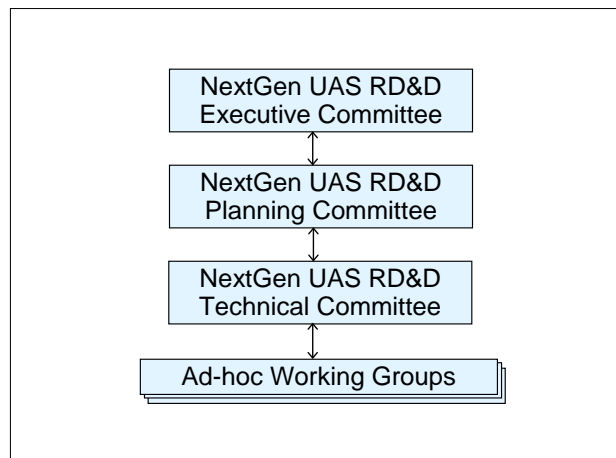 NextGen UAS RD&D
Executive Committee
NextGen UAS RD&D
Planning Committee
NextGen UAS RD&D
Technical Committee
Ad-hoc Working Groups